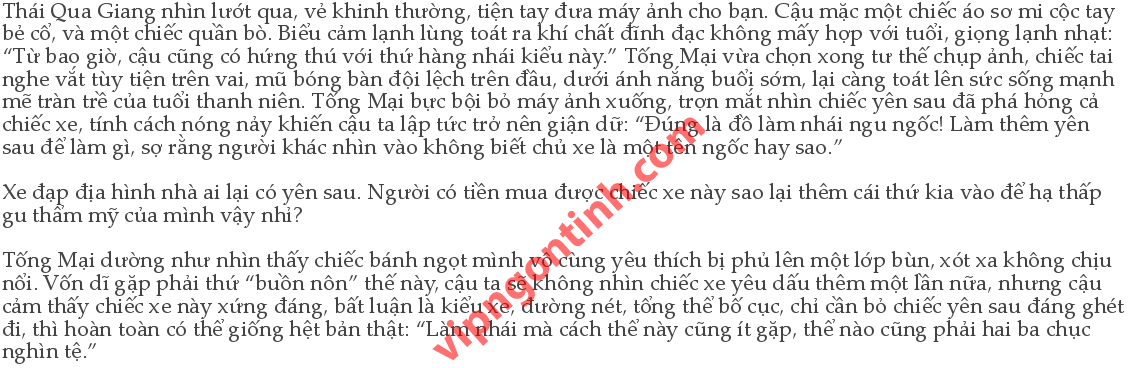 Thái Qua Giang nhìn lướt qua, vẻ khinh thường, tiện tay đưa máy ảnh cho bạn. Cậu mặc một chiếc áo sơ mi cộc tay
bẻ cổ, và một chiếc quần bò. Biểu cảm lạnh lùng toát ra khí chất đĩnh đạc không mấy hợp với tuổi, giọng lạnh nhạt:
“Từ bao giờ, cậu cũng có hứng thú với thứ hàng nhái kiểu này.” Tống Mại vừa chọn xong tư thế chụp ảnh, chiếc tai
nghe vắt tùy tiện trên vai, mũ bóng bàn đội lệch trên đầu, dưới ánh nắng buổi sớm, lại càng toát lên sức sống mạnh
mẽ tràn trề của tuổi thanh niên. Tống Mại bực bội bỏ máy ảnh xuống, trợn mắt nhìn chiếc yên sau đã phá hỏng cả
chiếc xe, tính cách nóng nảy khiến cậu ta lập tức trở nên giận dữ: “Đúng là đồ làm nhái ngu ngốc! Làm thêm yên
sau để làm gì, sợ rằng người khác nhìn vào không biết chủ xe là một tên ngốc hay sao.”
Xe đạp địa hình nhà ai lại có yên sau. Người có tiền mua được chiếc xe này sao lại thêm cái thứ kia vào để hạ thấp
gu thẩm mỹ của mình vậy nhỉ?
Tống Mại dường như nhìn thấy chiếc bánh ngọt mình vô cùng yêu thích bị phủ lên một lớp bùn, xót xa không chịu
nổi. Vốn dĩ gặp phải thứ “buồn nôn” thế này, cậu ta sẽ không nhìn chiếc xe yêu dấu thêm một lần nữa, nhưng cậu
cảm thấy chiếc xe này xứng đáng, bất luận là kiểu xe, đường nét, tổng thể bố cục, chỉ cần bỏ chiếc yên sau đáng ghét
đi, thì hoàn toàn có thể giống hệt bản thật: “Làm nhái mà cách thể này cũng ít gặp, thể nào cũng phải hai ba chục
nghìn tệ.”
vipngontinh.com